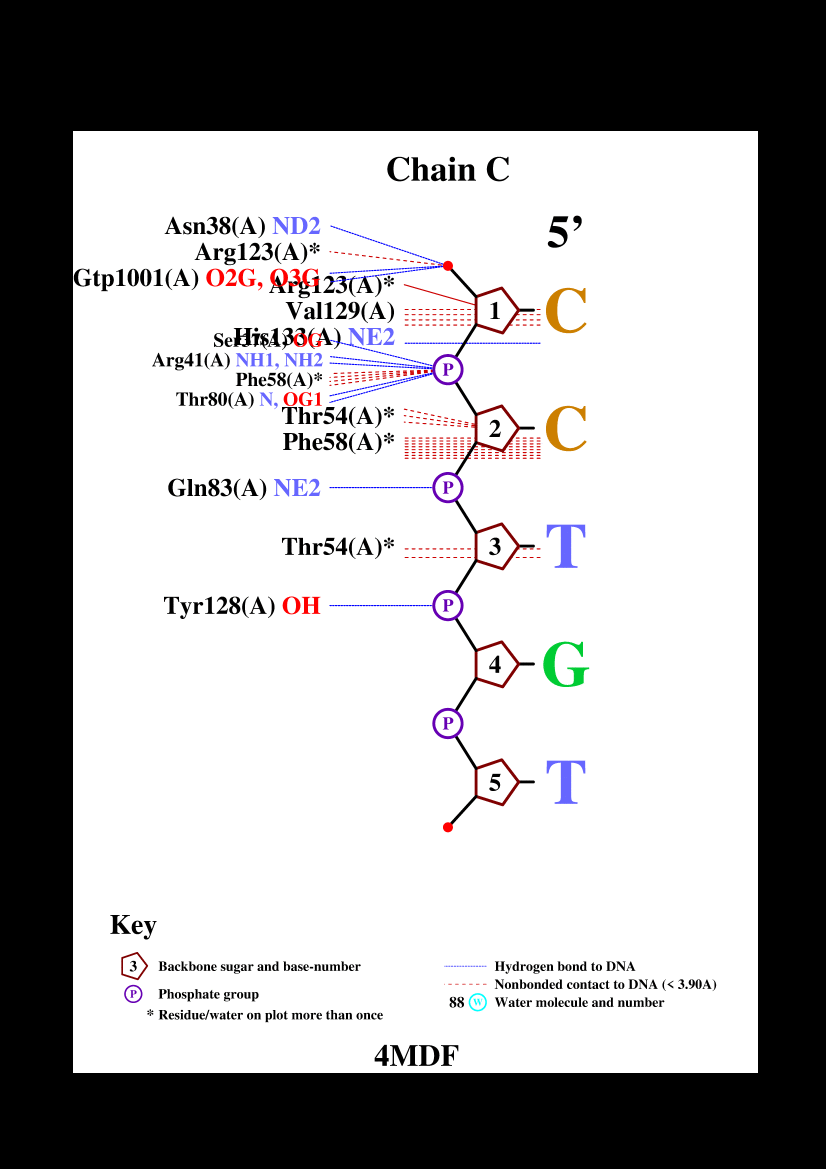 Chain C
5’
Asn38(A) ND2
Arg123(A)*
Gtp1001(A) O2G, O3G
Arg123(A)*
1
C
Val129(A)
His133(A) NE2
Ser37(A) OG
Arg41(A) NH1, NH2
P
Phe58(A)*
Thr80(A) N, OG1
Thr54(A)*
2
C
Phe58(A)*
Gln83(A) NE2
P
Thr54(A)*
3
T
Tyr128(A) OH
P
4
G
P
5
T
Key
3 Backbone sugar and base-number
P Phosphate group
* Residue/water on plot more than once
Hydrogen bond to DNA
Nonbonded contact to DNA (< 3.90A)
88 W Water molecule and number
4MDF